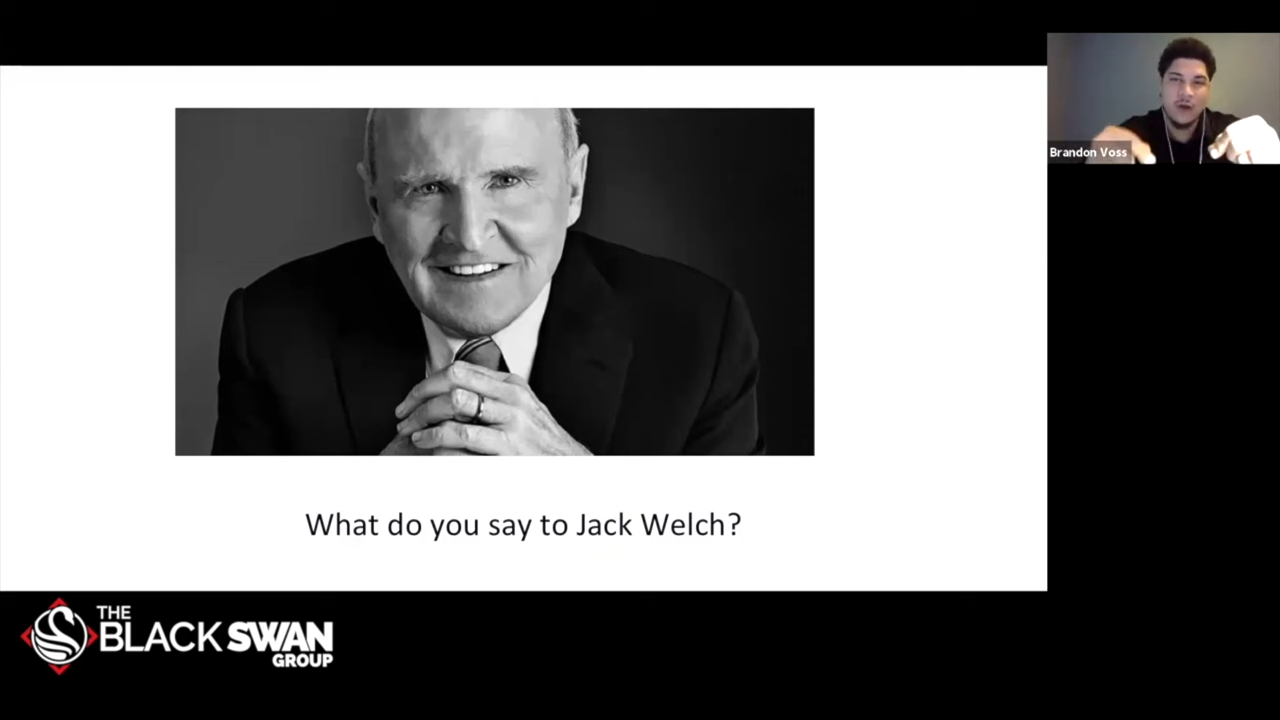 Brandon Voss
What do you say to Jack Welch?
THE
BLACK SWAN
GROUP